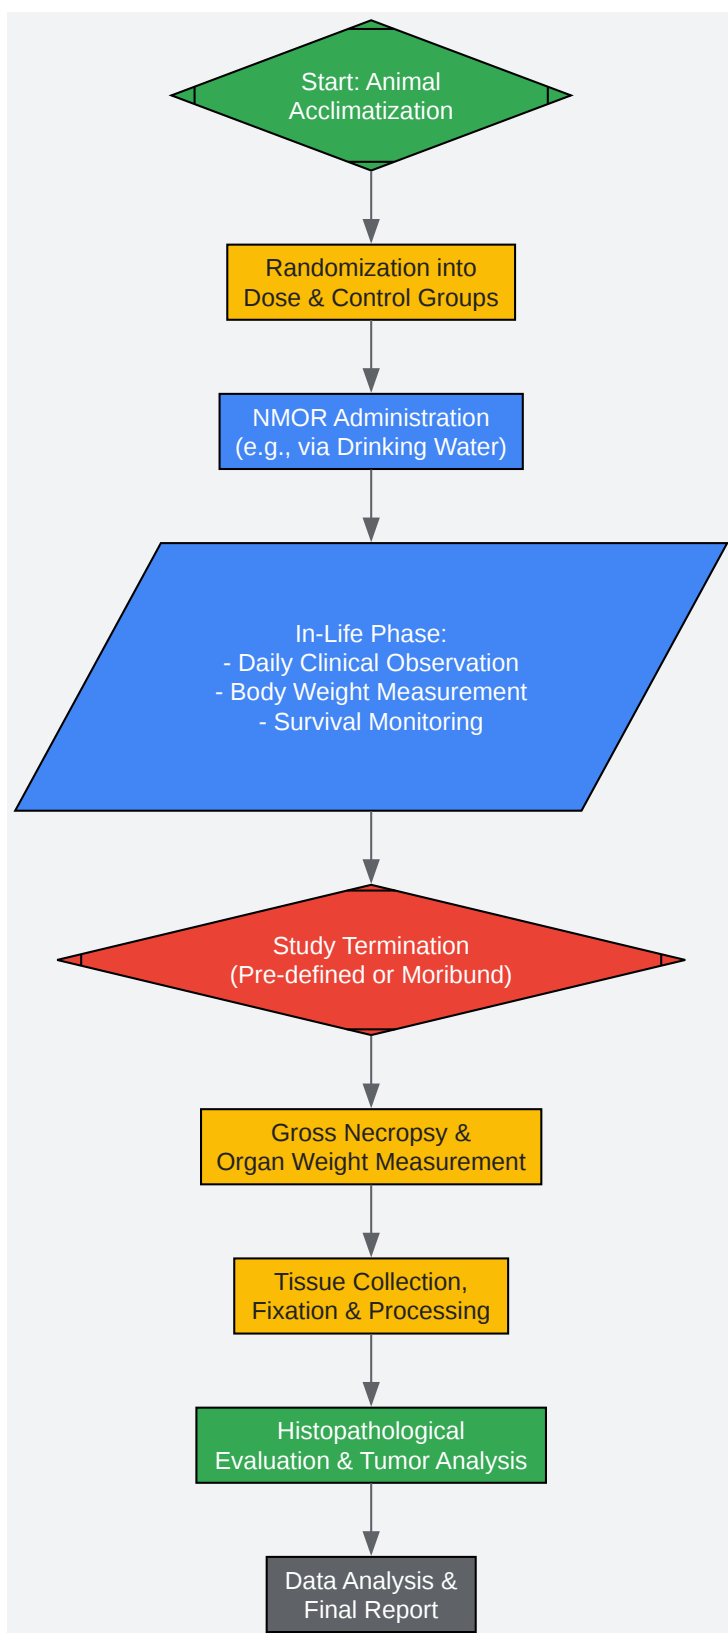 Start: Animal
Acclimatization
Randomization into
Dose & Control Groups
NMOR Administration
(e.g., via Drinking Water)
In-Life Phase:
- Daily Clinical Observation
- Body Weight Measurement
- Survival Monitoring
Study Termination
(Pre-defined or Moribund)
Gross Necropsy &
Organ Weight Measurement
Tissue Collection,
Fixation & Processing
Histopathological
Evaluation & Tumor Analysis
Data Analysis &
Final Report